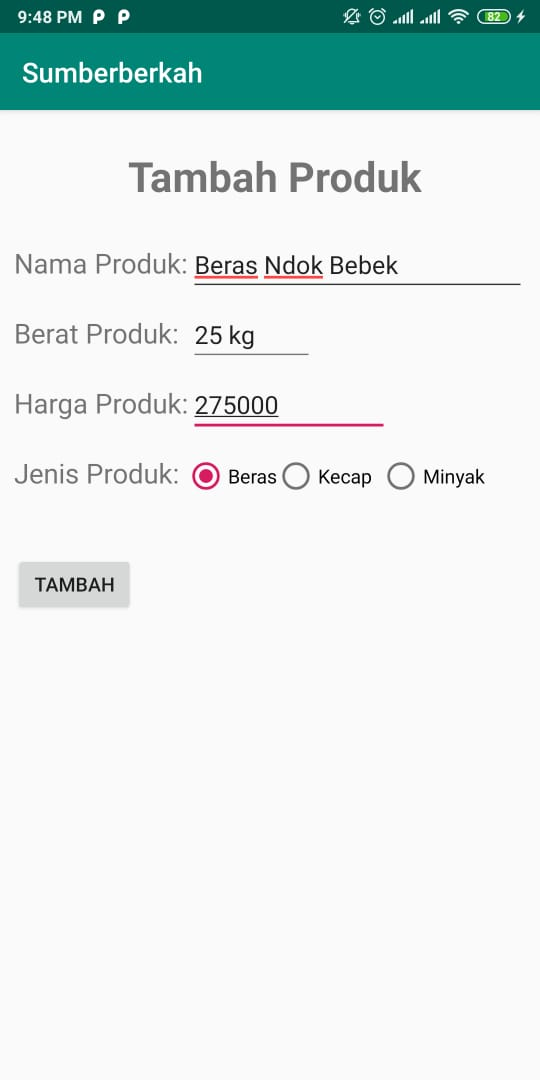 9:48 PM P P 82
Sumberberkah
Tambah Produk
Nama Produk: Beras Ndok Bebek
Berat Produk: 25 kg
Harga Produk: 275000
Jenis Produk: Beras Kecap Minyak
TAMBAH